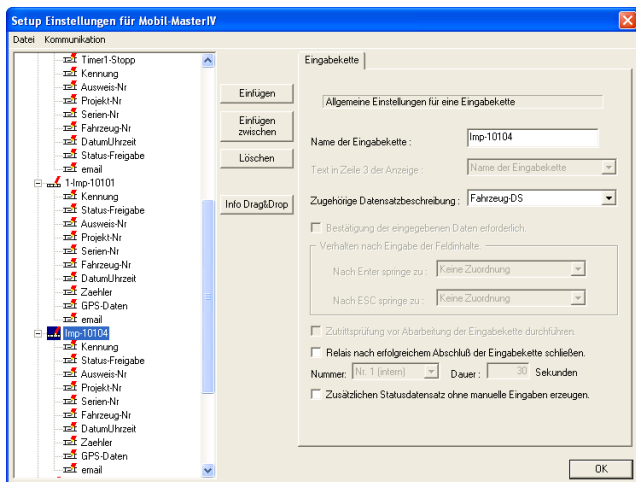 Setup Einstellungen für Mobil-MasterIV
Datei Kommunikation
Timer1-Stopp
Kennung
Ausweis-Nr
Projekt-Nr
Serien-Nr
Fahrzeug-Nr
DatumUhrzeit
Status-Freigabe
email
1-Imp-10101
Kennung
Status-Freigabe
Ausweis-Nr
Projekt-Nr
Serien-Nr
Fahrzeug-Nr
DatumUhrzeit
Zaehler
GPS-Daten
email
Imp-10104
Kennung
Status-Freigabe
Ausweis-Nr
Projekt-Nr
Serien-Nr
Fahrzeug-Nr
DatumUhrzeit
Zaehler
GPS-Daten
email
Einfügen
Einfügen
zwischen
Löschen
Info Drag&Drop
Eingabekette
Allgemeine Einstellungen für eine Eingabekette
Name der Eingabekette : Imp-10104
Text in Zeile 3 der Anzeige : Name der Eingabekette
Zugehörige Datensatzbeschreibung : Fahrzeug-DS
Bestätigung der eingegebenen Daten erforderlich.
Verhalten nach Eingabe der Feldinhalte.
Nach Enter springe zu : Keine Zuordnung
Nach ESC springe zu : Keine Zuordnung
Zutrittsprüfung vor Abarbeitung der Eingabekette durchführen.
Relais nach erfolgreichem Abschluß der Eingabekette schließen.
Nummer: Nr. 1 (intern) Dauer : 30 Sekunden
Zusätzlichen Statusdatensatz ohne manuelle Eingaben erzeugen.
OK